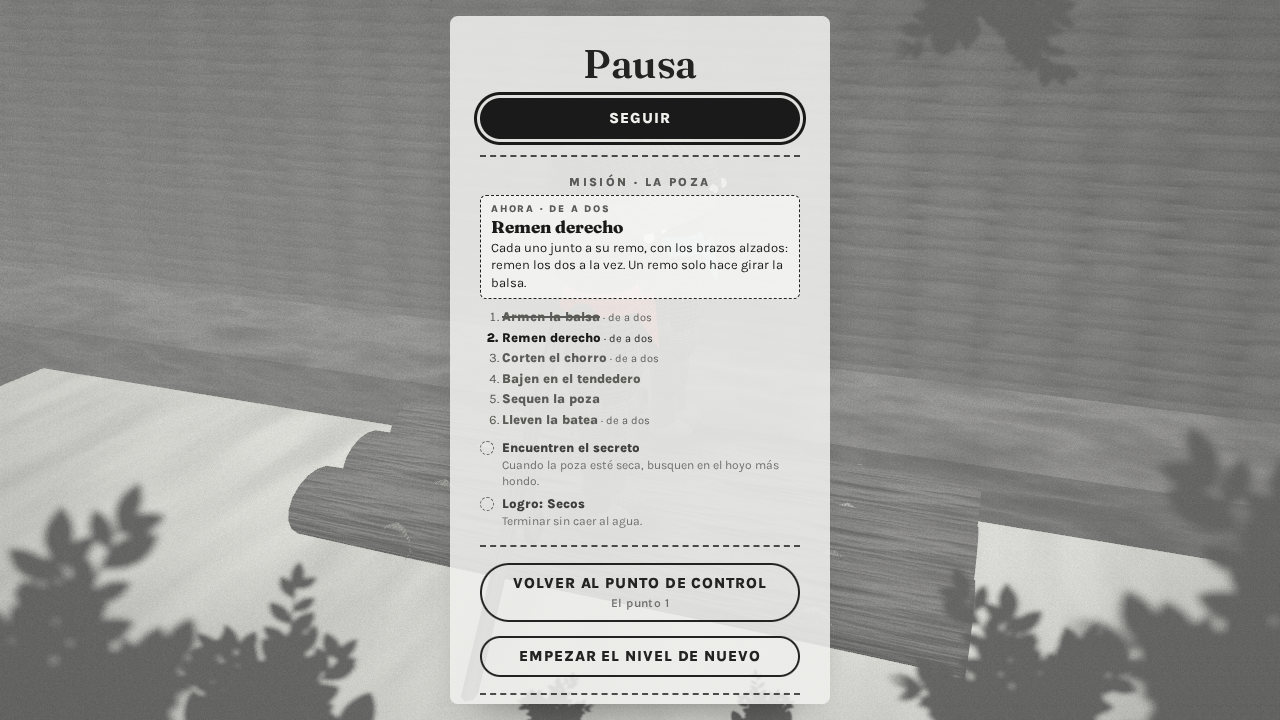 Pausa
SEGUIR
MISIÓN · LA POZA
AHORA · DE A DOS
Remen derecho
Cada uno junto a su remo, con los brazos alzados:
remen los dos a la vez. Un remo solo hace girar la
balsa.
1. Armen la balsa · de a dos
2. Remen derecho · de a dos
3. Corten el chorro · de a dos
4. Bajen en el tendedero
5. Sequen la poza
6. Lleven la batea · de a dos
Encuentren el secreto
Cuando la poza esté seca, busquen en el hoyo más
hondo.
Logro: Secos
Terminar sin caer al agua.
VOLVER AL PUNTO DE CONTROL
El punto 1
EMPEZAR EL NIVEL DE NUEVO